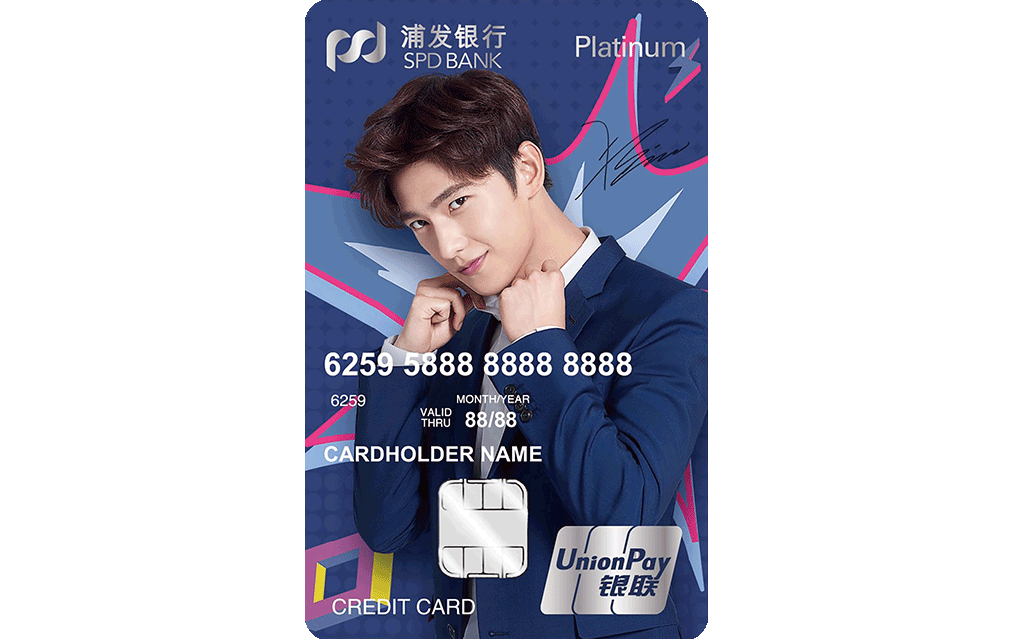 浦发银行
SPD BANK
Platinum
6259 5888 8888 8888
6259
MONTH/YEAR
VALID THRU 88/88
CARDHOLDER NAME
UnionPay
银联
CREDIT CARD